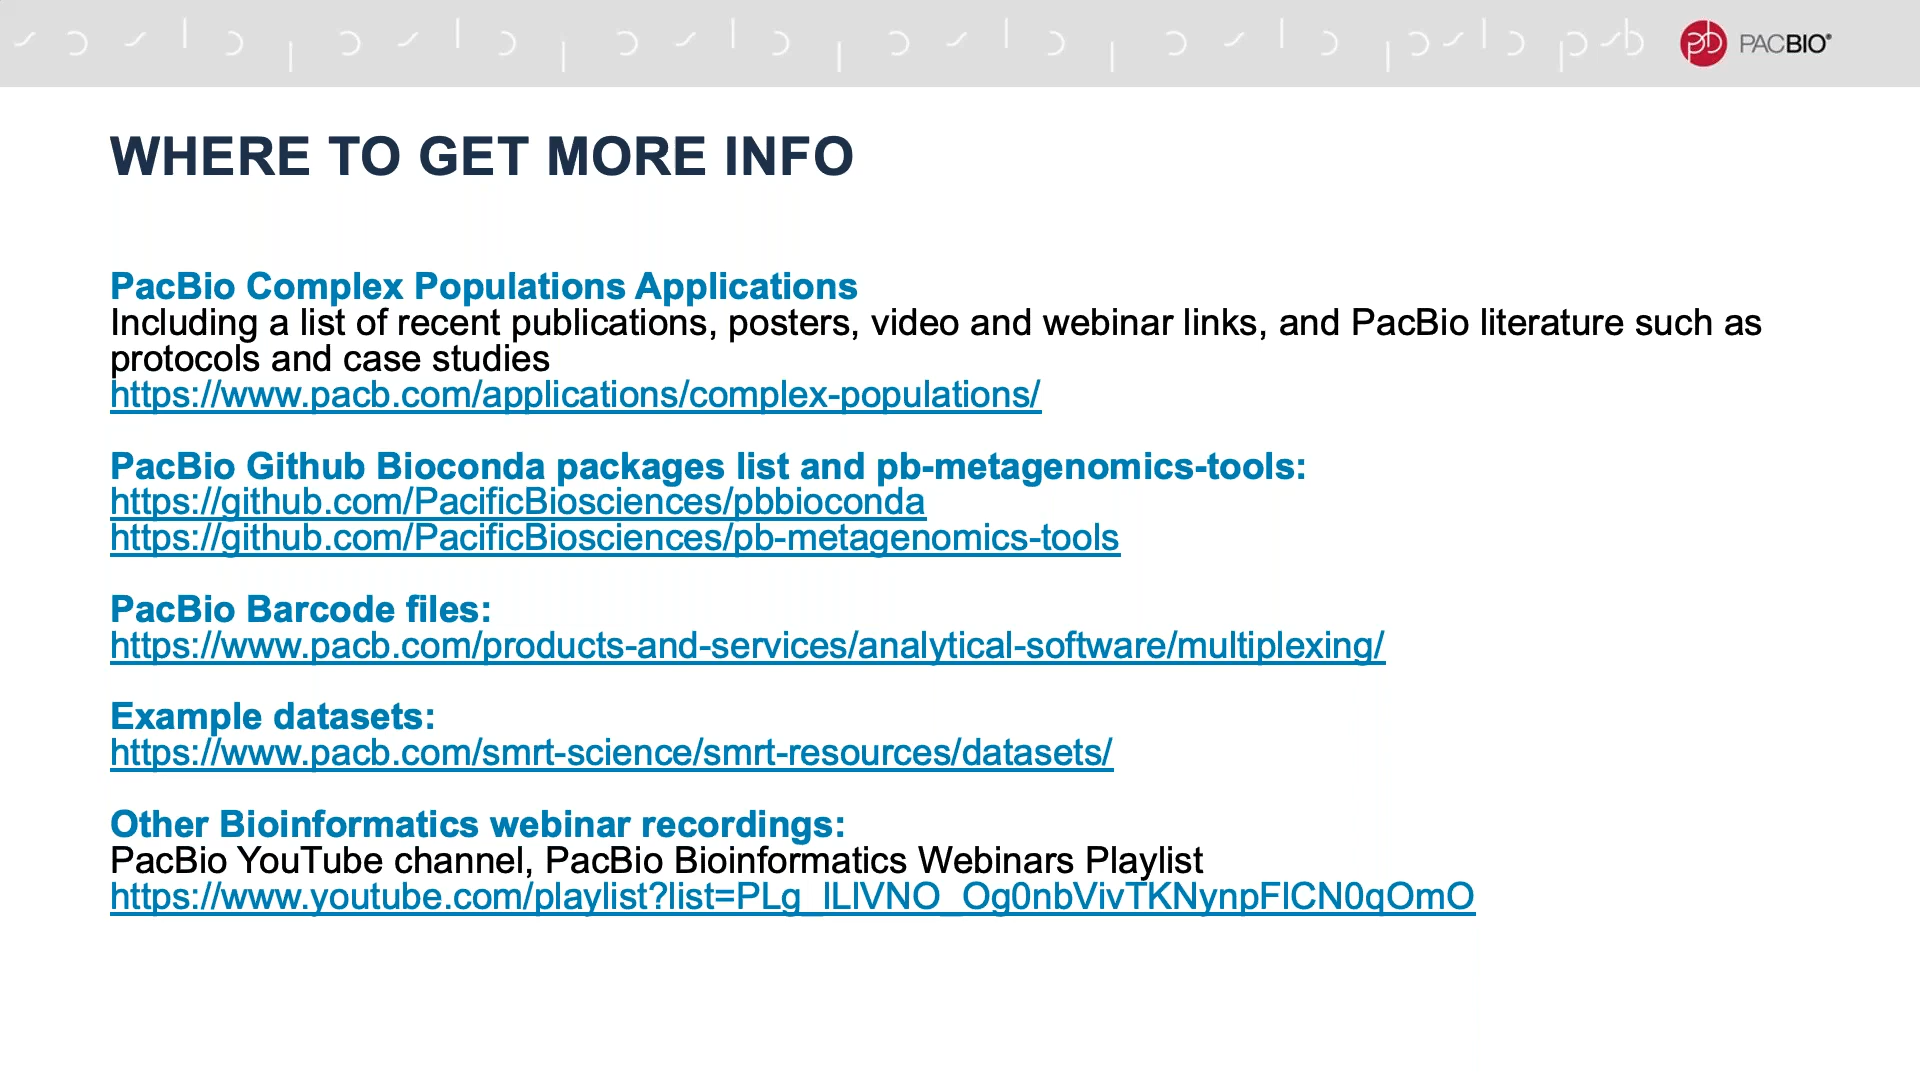 PACBIO®
WHERE TO GET MORE INFO
PacBio Complex Populations Applications
Including a list of recent publications, posters, video and webinar links, and PacBio literature such as
protocols and case studies
https://www.pacb.com/applications/complex-populations/
PacBio Github Bioconda packages list and pb-metagenomics-tools:
https://github.com/PacificBiosciences/pbbioconda
https://github.com/PacificBiosciences/pb-metagenomics-tools
PacBio Barcode files:
https://www.pacb.com/products-and-services/analytical-software/multiplexing/
Example datasets:
https://www.pacb.com/smrt-science/smrt-resources/datasets/
Other Bioinformatics webinar recordings:
PacBio YouTube channel, PacBio Bioinformatics Webinars Playlist
https://www.youtube.com/playlist?list=PLg_lLlVNO_Og0nbVivTKNynpFlCN0qOmO